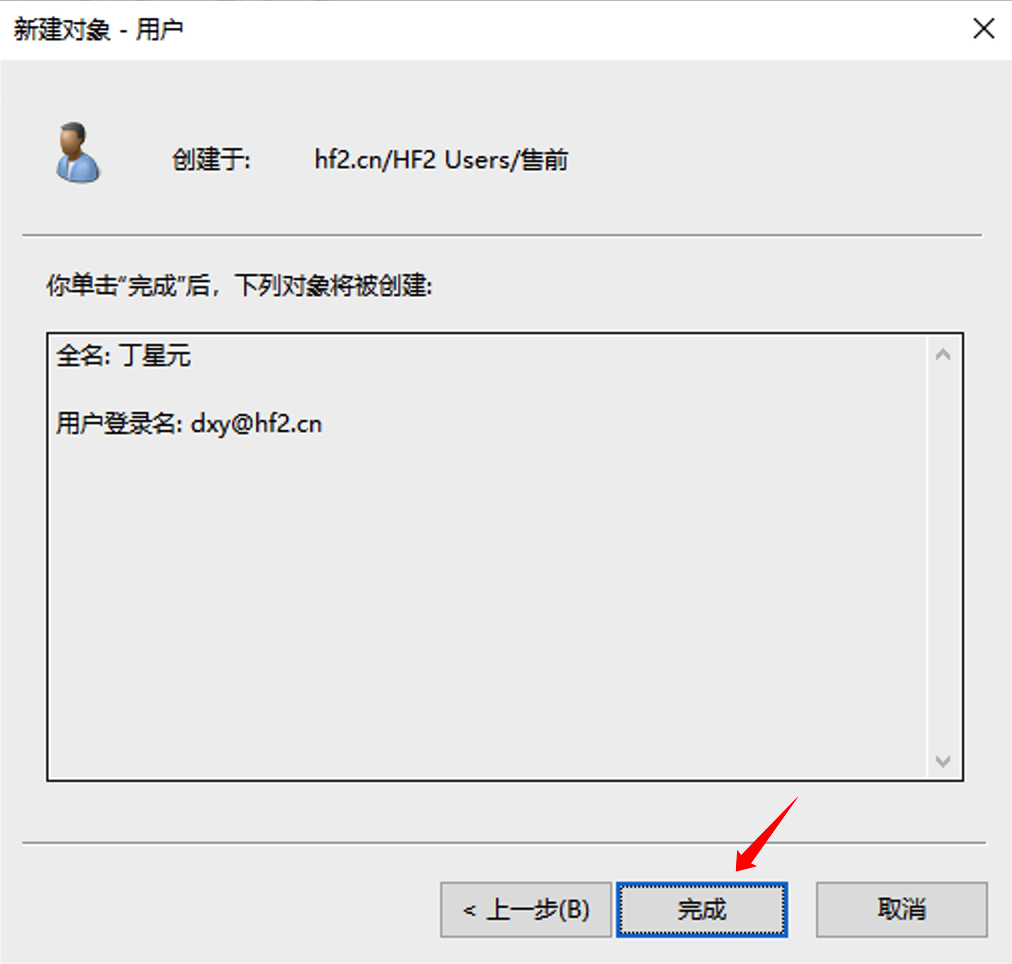 新建对象 - 用户
创建于: hf2.cn/HF2 Users/售前
你单击“完成”后，下列对象将被创建:
全名: 丁星元
用户登录名: dxy@hf2.cn
< 上一步(B) 完成 取消